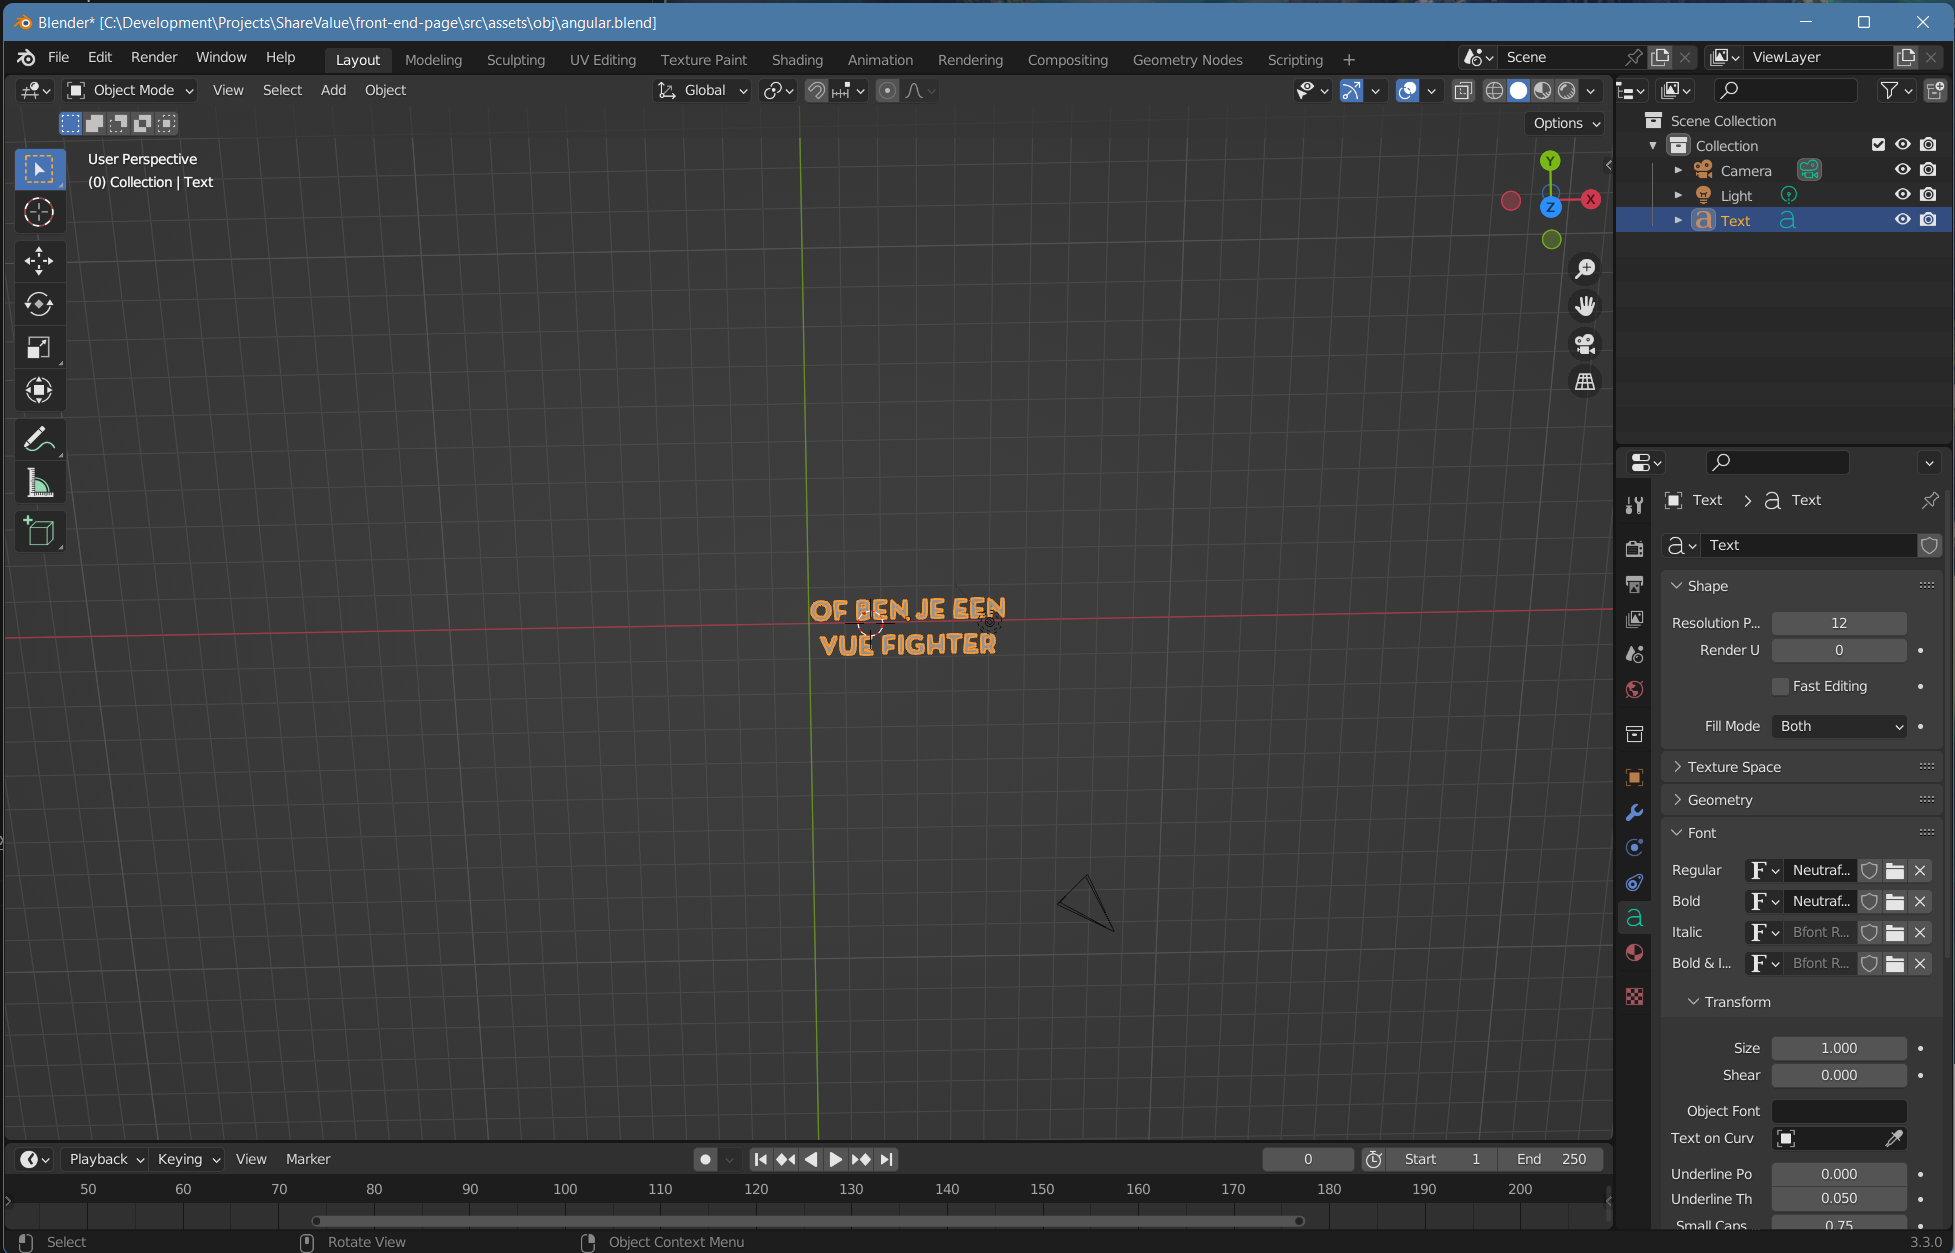 Blender* [C:\Development\Projects\ShareValue\front-end-page\src\assets\obj\angular.blend]
File Edit Render Window Help Layout Modeling Sculpting UV Editing Texture Paint Shading Animation Rendering Compositing Geometry Nodes Scripting + Scene ViewLayer
Object Mode View Select Add Object Global
Options
User Perspective
(0) Collection | Text
Y
X
Z
Scene Collection
Collection
Camera
Light
a Text a
OF BEN JE EEN
VUE FIGHTER
Text > a Text
a Text
Shape
Resolution P... 12
Render U 0
Fast Editing
Fill Mode Both
Texture Space
Geometry
Font
Regular F Neutraf...
Bold F Neutraf...
Italic F Bfont R...
Bold & I... F Bfont R...
Transform
Size 1.000
Shear 0.000
Object Font
Text on Curv
Underline Po 0.000
Underline Th 0.050
Small Caps 0.75
Playback Keying View Marker 0 Start 1 End 250
50 60 70 80 90 100 110 120 130 140 150 160 170 180 190 200
Select Rotate View Object Context Menu 3.3.0